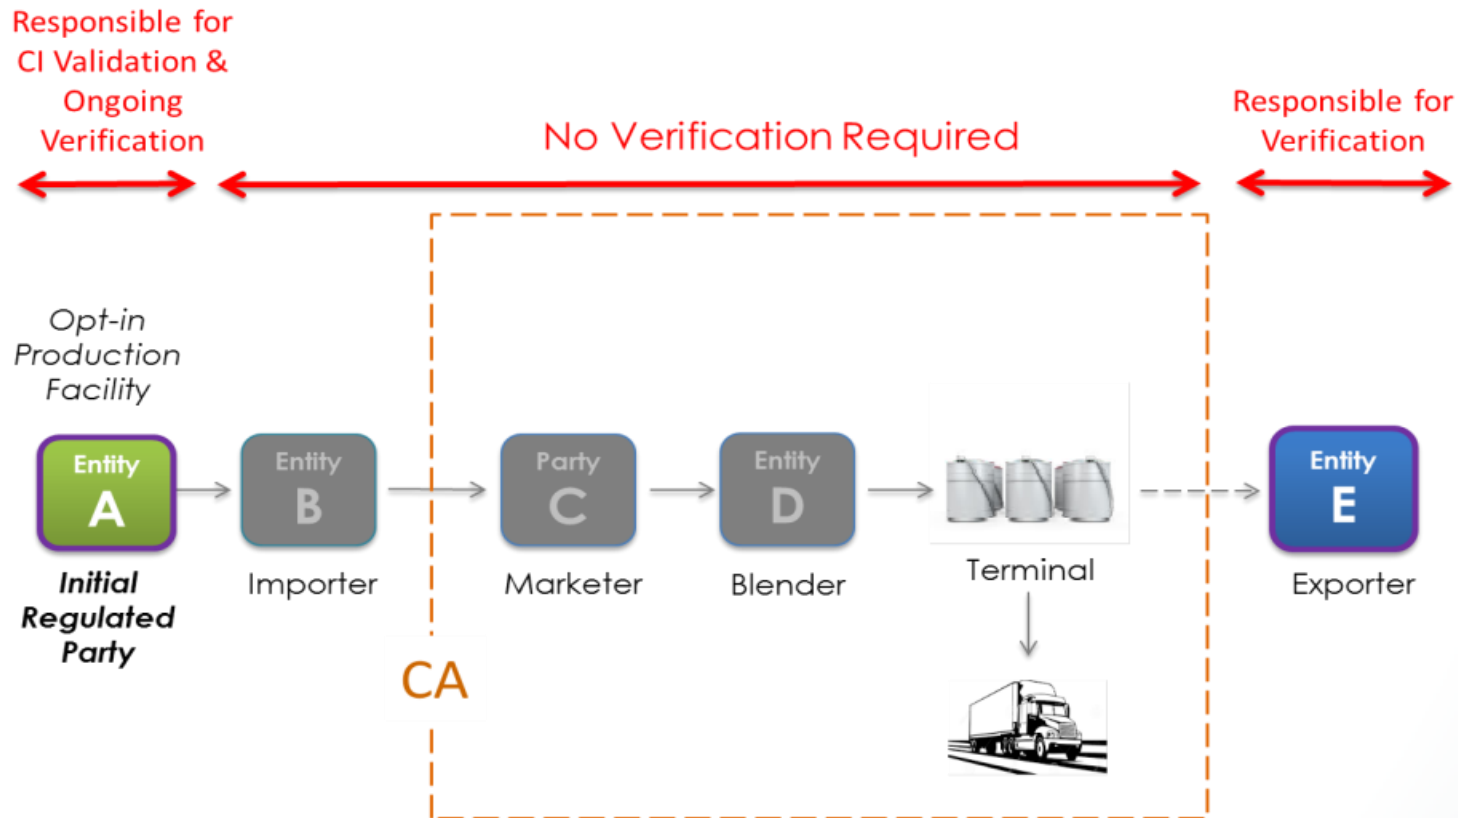 Responsible for
CI Validation &
Ongoing
Verification
No Verification Required
Responsible for
Verification
Opt-in
Production
Facility
Entity
A
Initial
Regulated
Party
Entity
B
Importer
CA
Party
C
Marketer
Entity
D
Blender
Terminal
Entity
E
Exporter